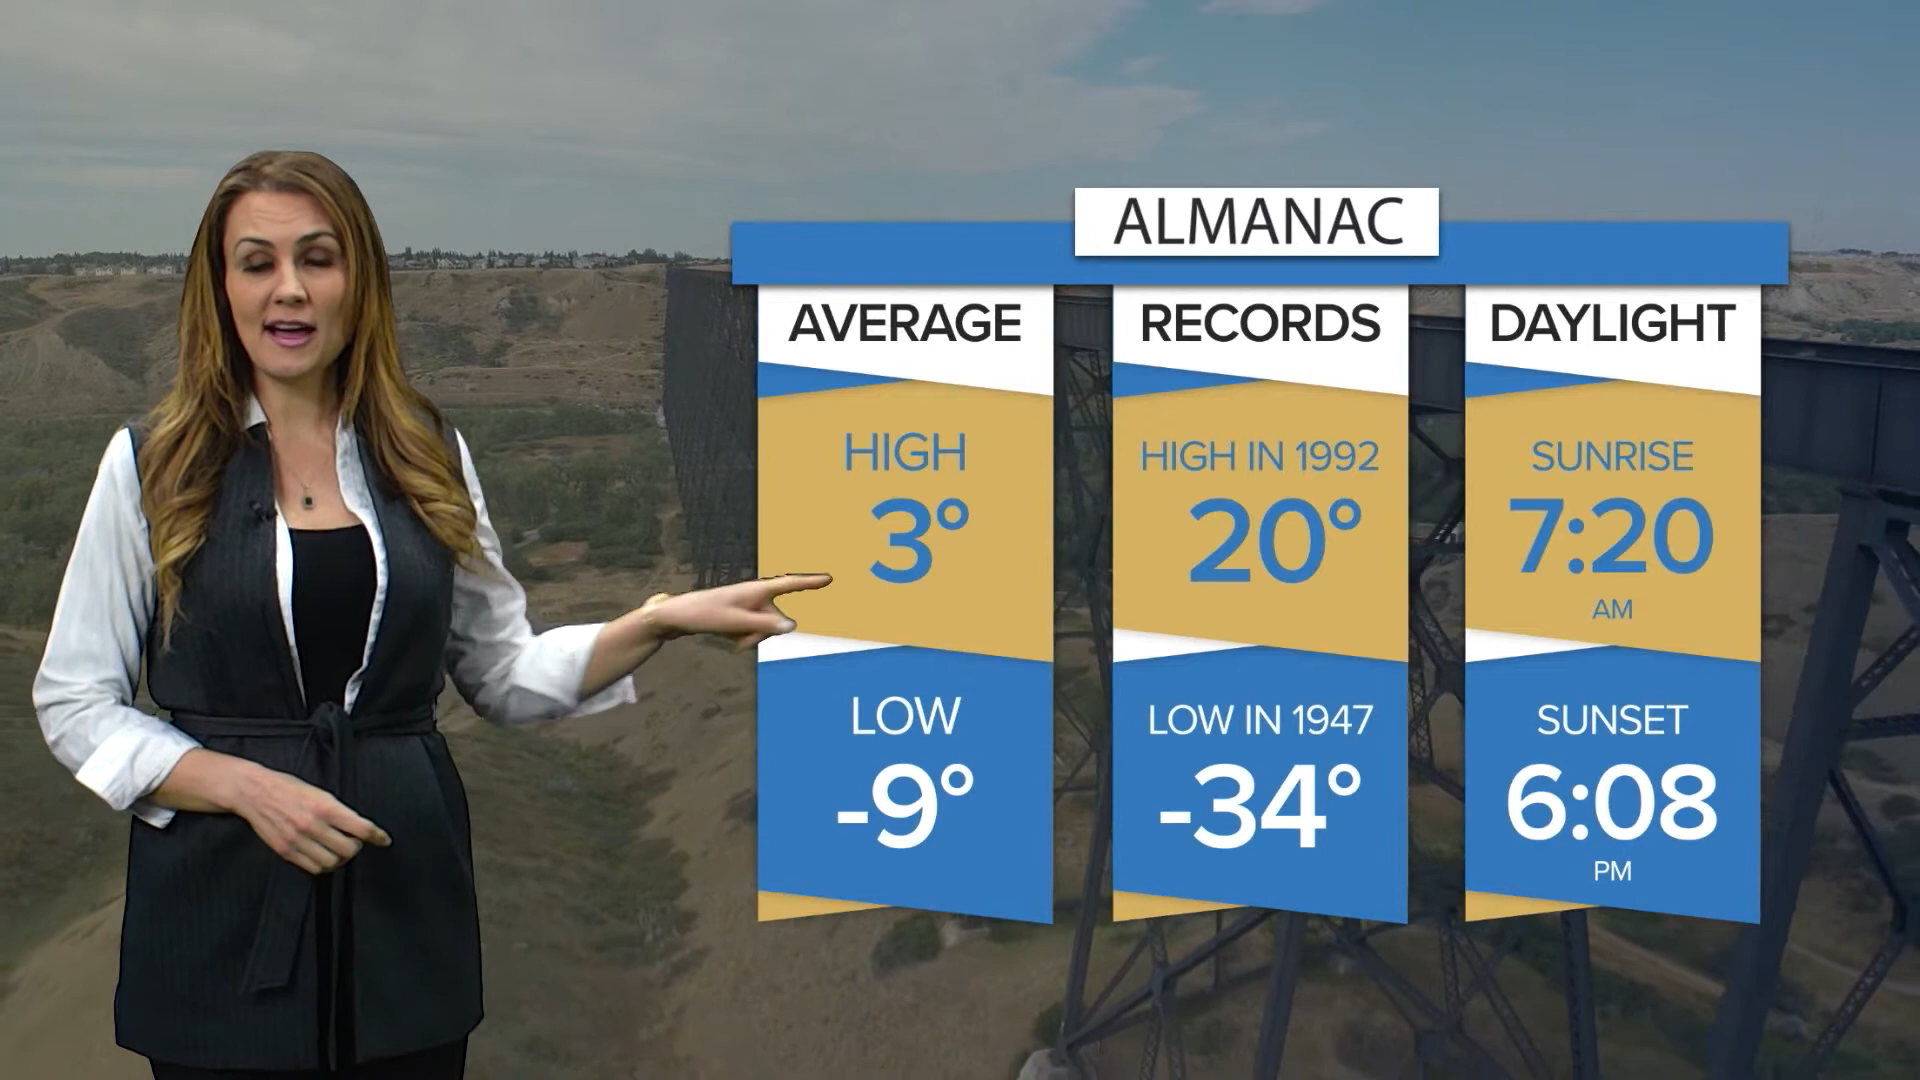 ALMANAC
AVERAGE
HIGH
3°
LOW
-9°
RECORDS
HIGH IN 1992
20°
LOW IN 1947
-34°
DAYLIGHT
SUNRISE
7:20
AM
SUNSET
6:08
PM